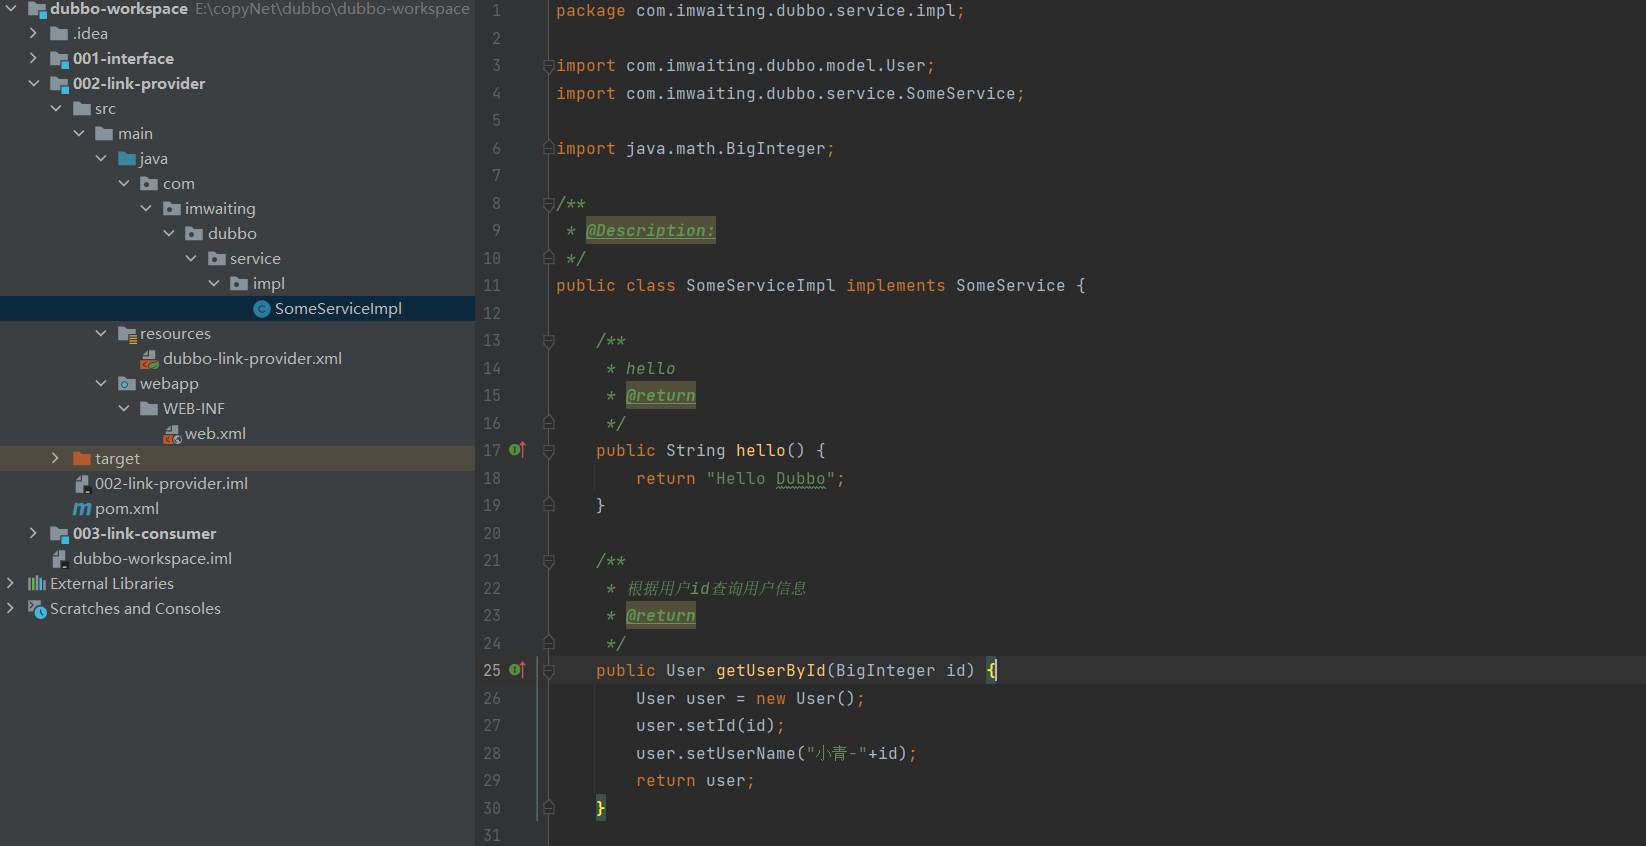 dubbo-workspace E:\copyNet\dubbo\dubbo-workspace
.idea
001-interface
002-link-provider
src
main
java
com
imwaiting
dubbo
service
impl
SomeServiceImpl
resources
dubbo-link-provider.xml
webapp
WEB-INF
web.xml
target
002-link-provider.iml
pom.xml
003-link-consumer
dubbo-workspace.iml
External Libraries
Scratches and Consoles
1 package com.imwaiting.dubbo.service.impl;
2
3 import com.imwaiting.dubbo.model.User;
4 import com.imwaiting.dubbo.service.SomeService;
5
6 import java.math.BigInteger;
7
8 /**
9 * @Description:
10 */
11 public class SomeServiceImpl implements SomeService {
12
13 /**
14 * hello
15 * @return
16 */
17 public String hello() {
18 return "Hello Dubbo";
19 }
20
21 /**
22 * 根据用户id查询用户信息
23 * @return
24 */
25 public User getUserById(BigInteger id) {
26 User user = new User();
27 user.setId(id);
28 user.setUserName("小青-"+id);
29 return user;
30 }
31